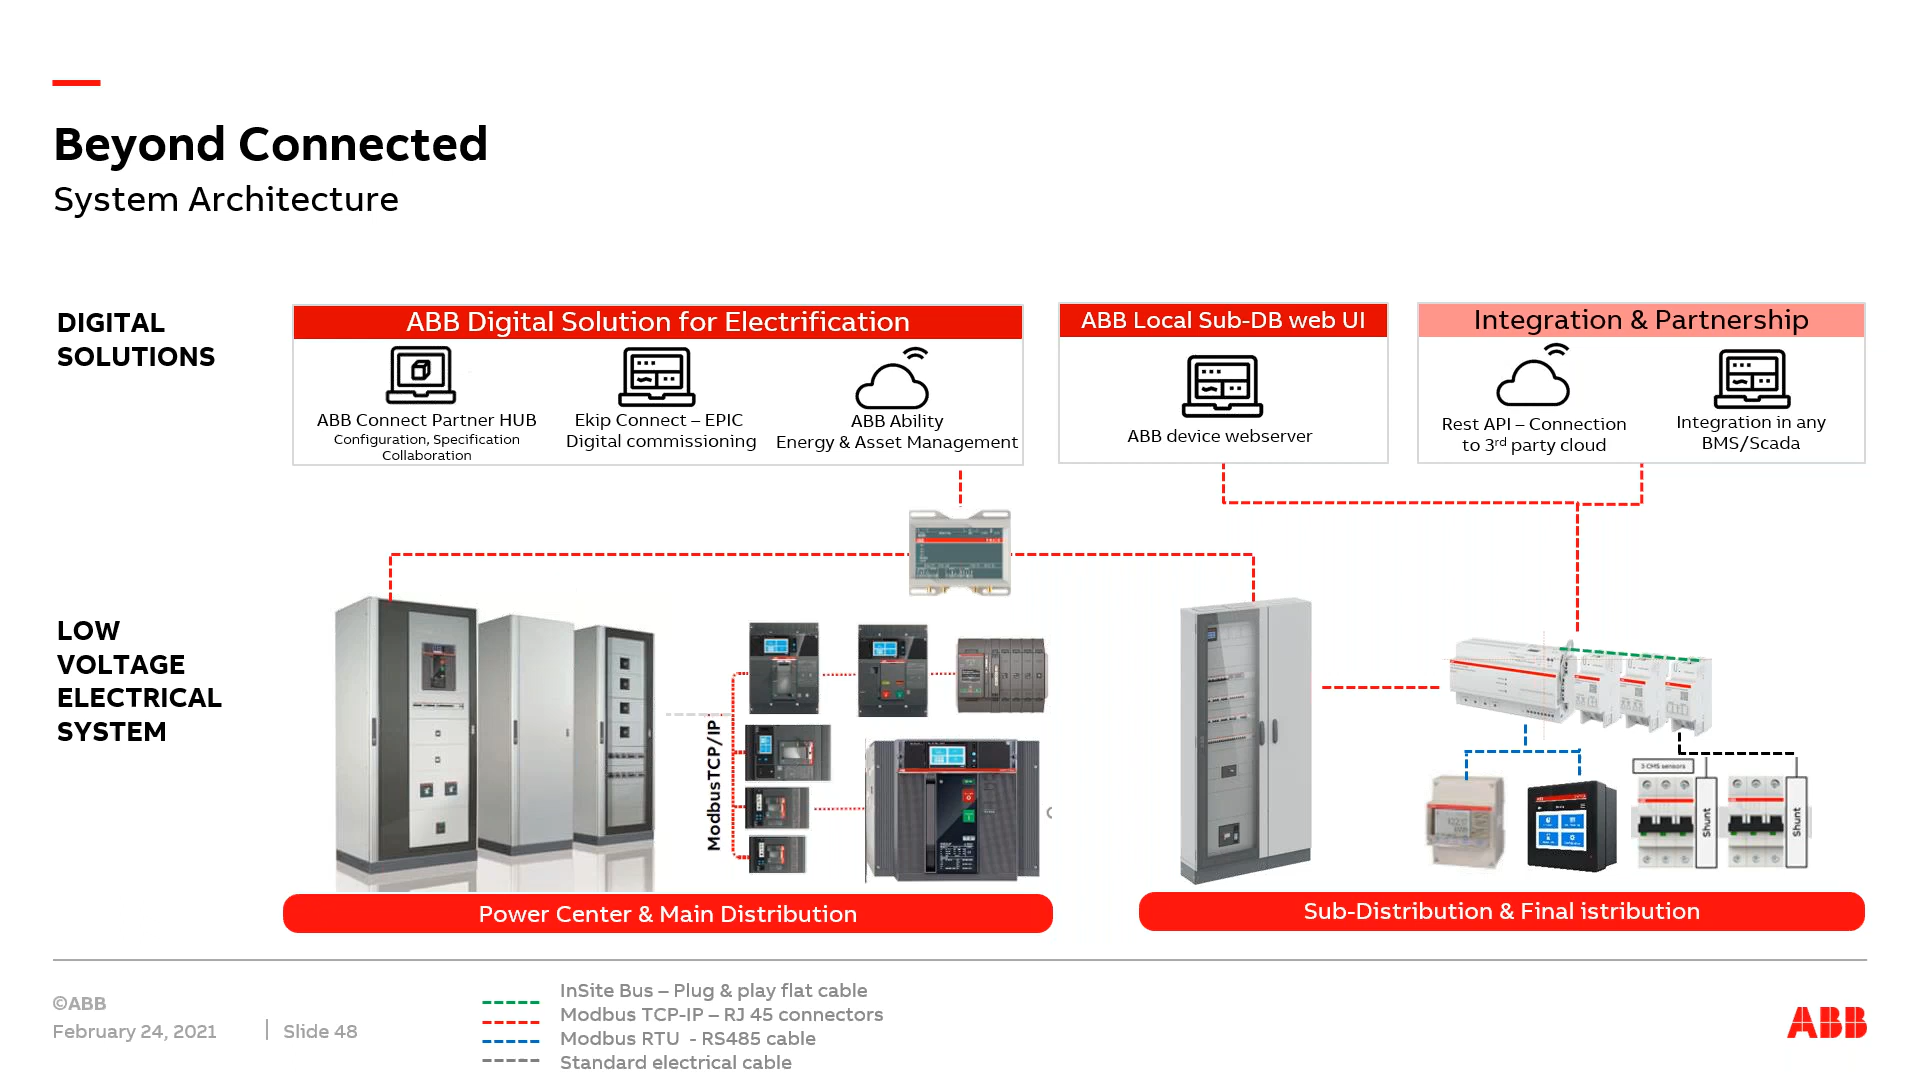 Beyond Connected
System Architecture
DIGITAL
SOLUTIONS
ABB Digital Solution for Electrification
ABB Connect Partner HUB
Configuration, Specification
Collaboration
Ekip Connect – EPIC
Digital commissioning
ABB Ability
Energy & Asset Management
ABB Local Sub-DB web UI
ABB device webserver
Integration & Partnership
Rest API – Connection
to 3rd party cloud
Integration in any
BMS/Scada
LOW
VOLTAGE
ELECTRICAL
SYSTEM
ModbusTCP/IP
3 CMS sensors
Shunt
Shunt
Power Center & Main Distribution
Sub-Distribution & Final istribution
InSite Bus – Plug & play flat cable
Modbus TCP-IP – RJ 45 connectors
Modbus RTU - RS485 cable
Standard electrical cable
©ABB
February 24, 2021
Slide 48
ABB